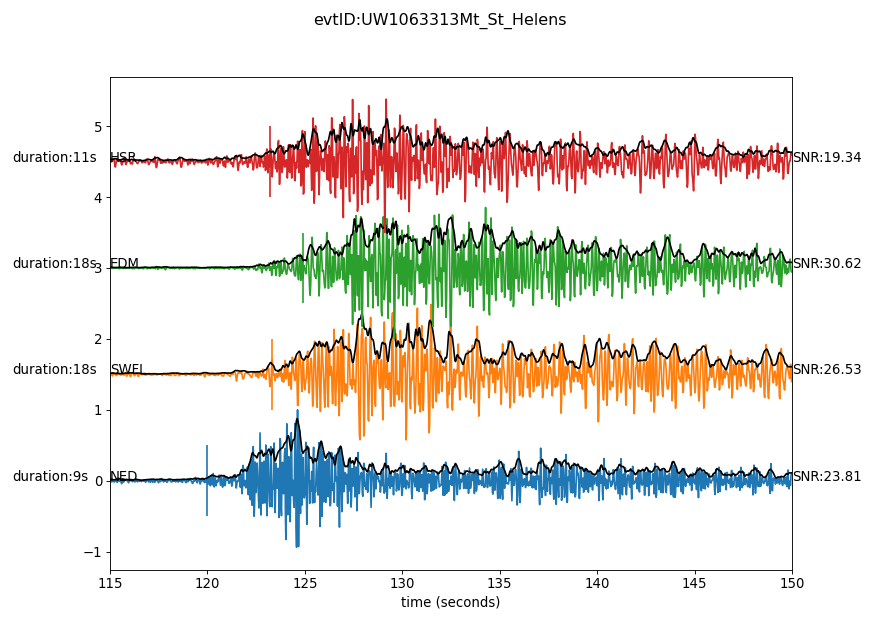 evtID:UW1063313Mt_St_Helens
duration:11s HSR SNR:19.34
duration:18s EDM SNR:30.62
duration:18s SWFL SNR:26.53
duration:9s NED SNR:23.81
5
4
3
2
1
0
−1
115 120 125 130 135 140 145 150
time (seconds)